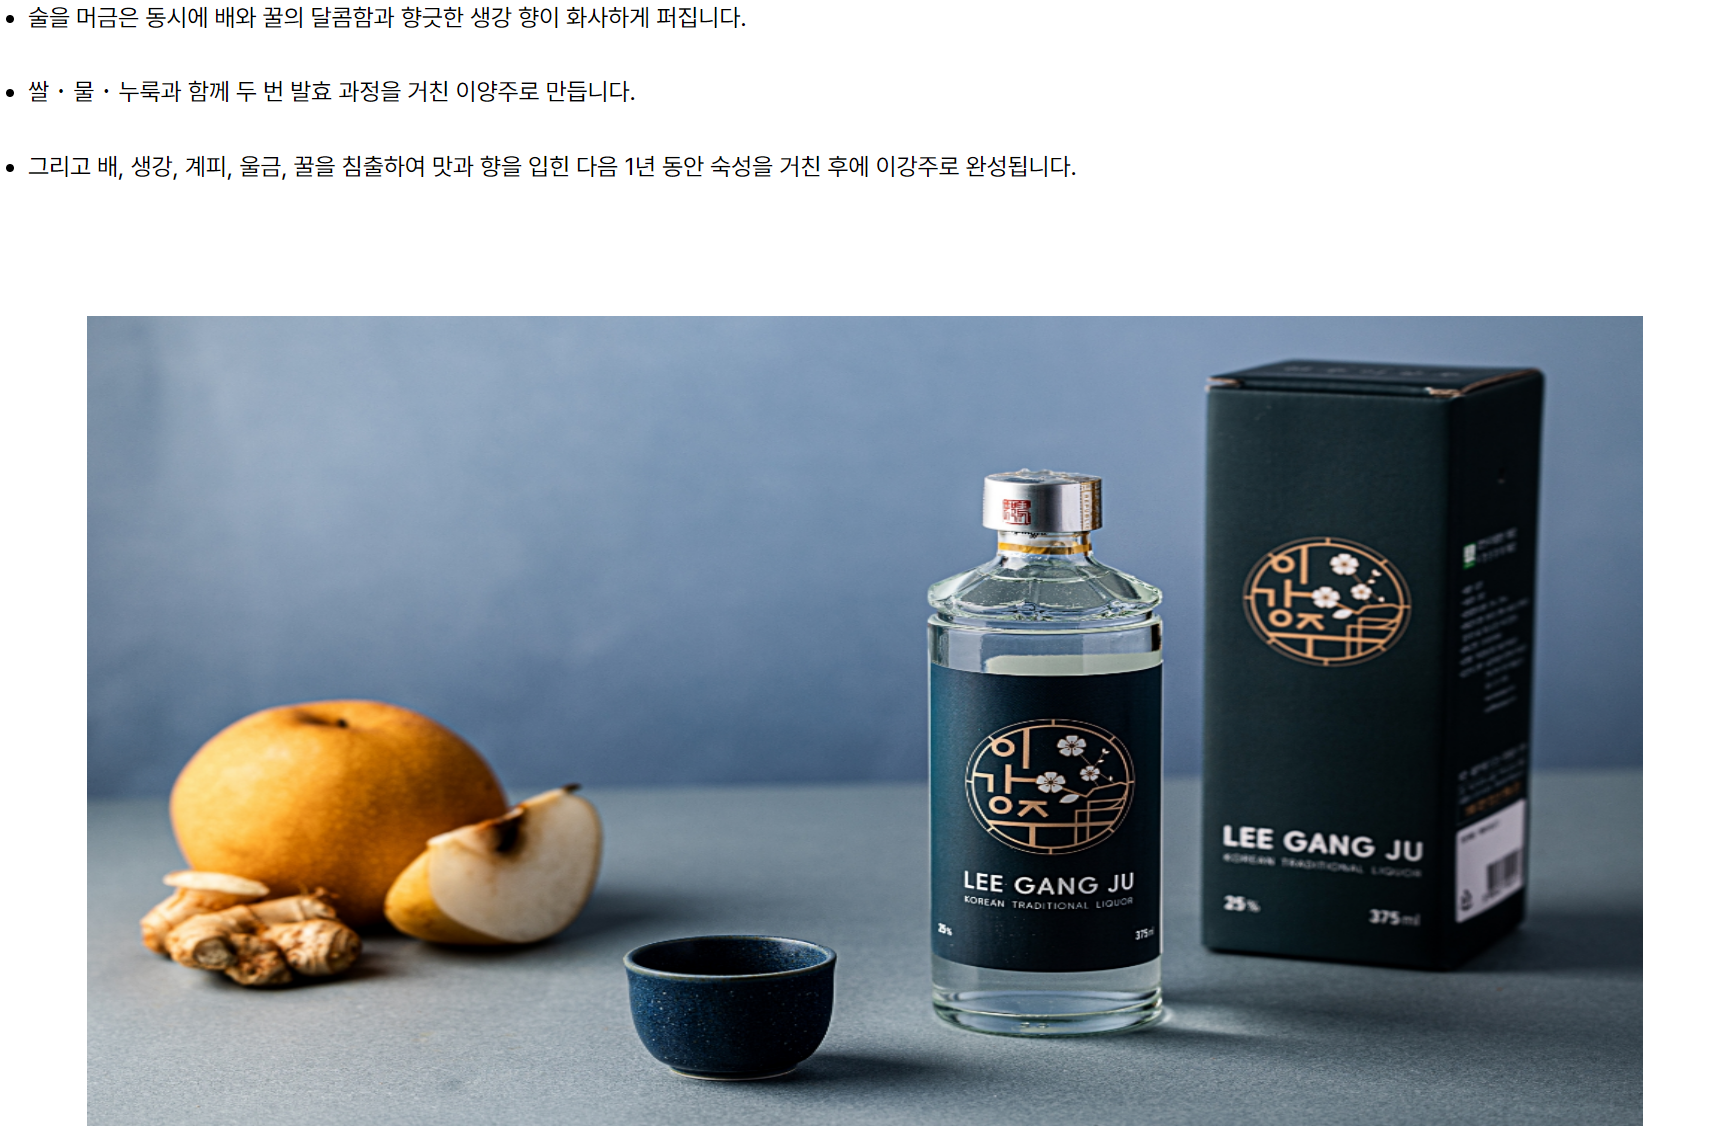 술을 머금은 동시에 배와 꿀의 달콤함과 향긋한 생강 향이 화사하게 퍼집니다.
쌀・물・누룩과 함께 두 번 발효 과정을 거친 이양주로 만듭니다.
그리고 배, 생강, 계피, 울금, 꿀을 침출하여 맛과 향을 입힌 다음 1년 동안 숙성을 거친 후에 이강주로 완성됩니다.
이강주
LEE GANG JU
KOREAN TRADITIONAL LIQUOR
25%
375ml
이강주
LEE GANG JU
KOREAN TRADITIONAL LIQUOR
25%
375ml